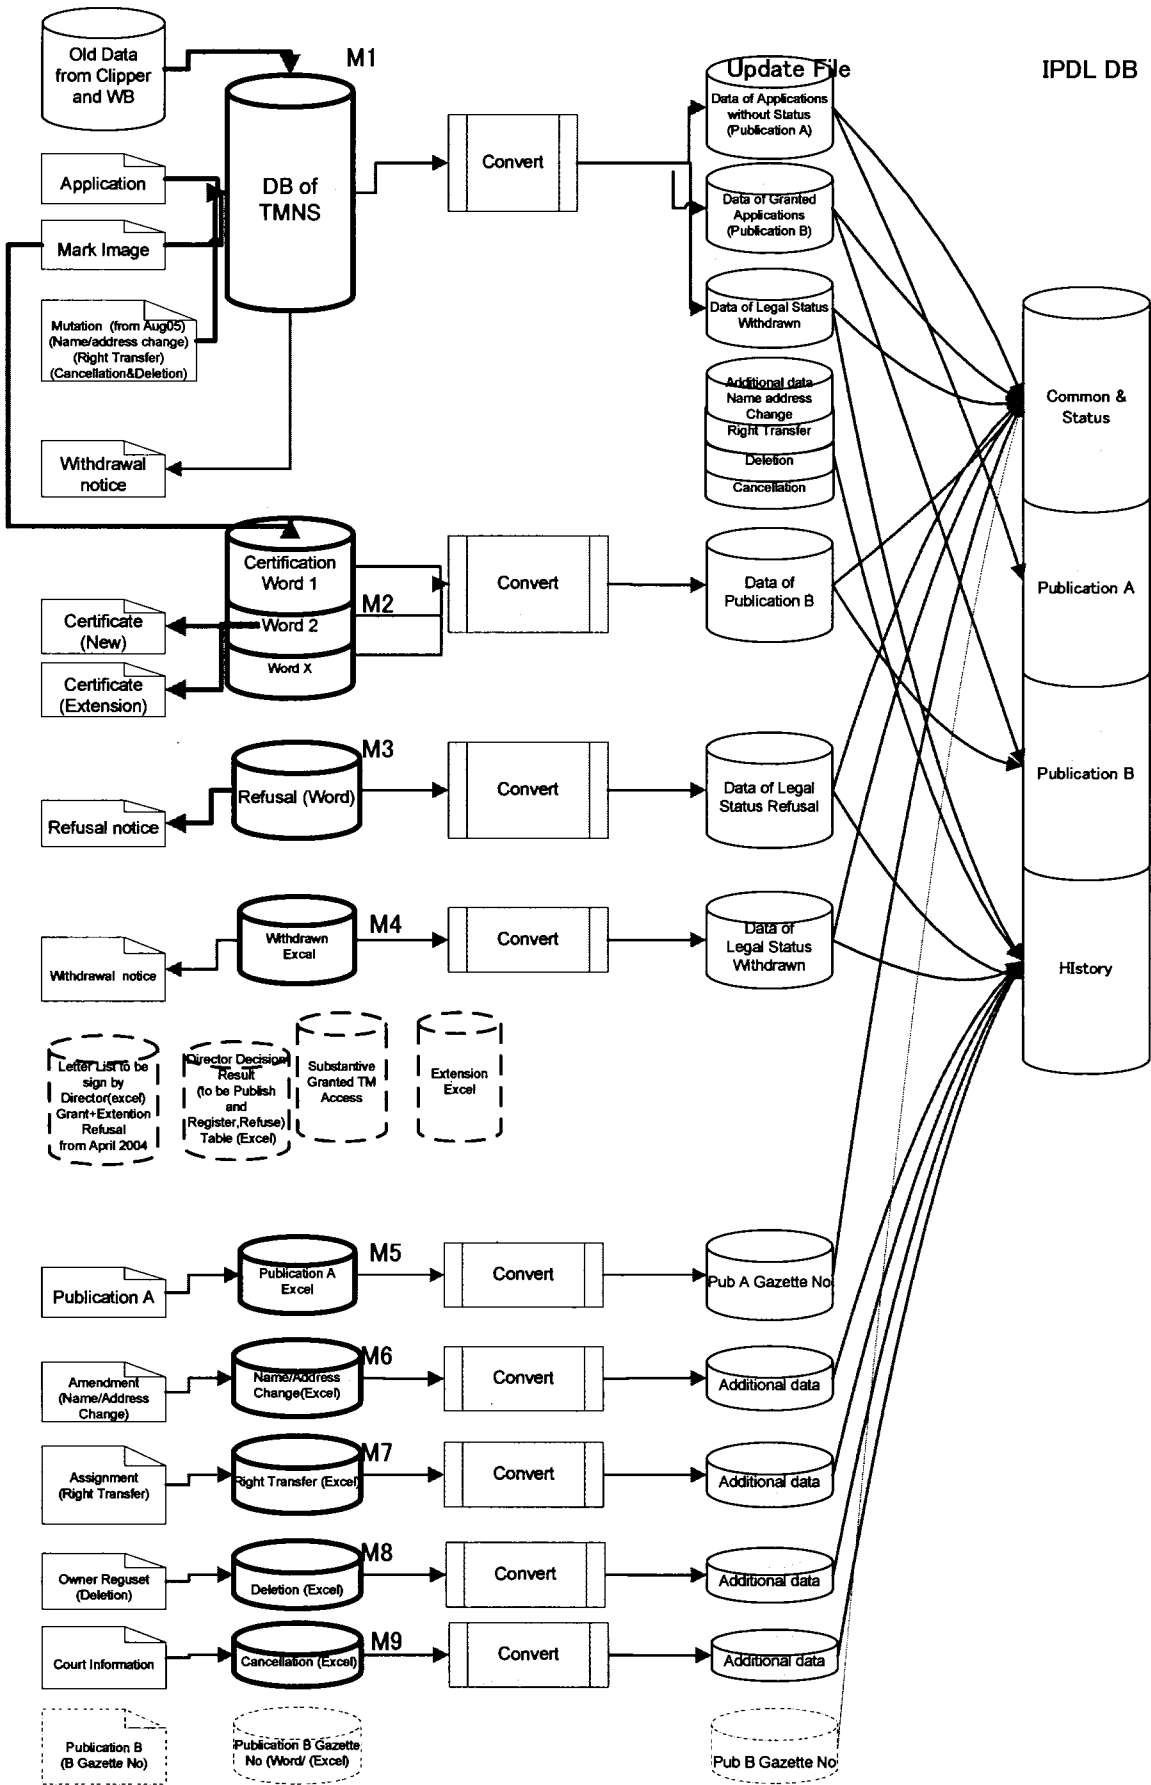 Old Data
from Clipper
and WB
M1
Update File
IPDL DB
Data of Applications
without Status
(Publication A)
Application
DB of
TMNS
Convert
Data of Granted
Applications
(Publication B)
Mark Image
Data of Legal Status
Withdrawn
Mutation (from Aug05)
(Name/address change)
(Right Transfer)
(Cancellation&Deletion)
Additional data
Name address
Change
Right Transfer
Deletion
Cancellation
Common &
Status
Withdrawal
notice
Certification
Word 1
M2
Word 2
Word X
Convert
Data of
Publication B
Publication A
Certificate
(New)
Certificate
(Extension)
M3
Refusal (Word)
Convert
Data of Legal
Status Refusal
Publication B
Refusal notice
M4
Withdrawn
Excel
Convert
Data of
Legal Status
Withdrawn
HIstory
Withdrawal notice
Letter List to be
sign by
Director(excel)
Grant+Extention
Refusal
from April 2004
Director Decision
Result
(to be Publish
and
Register,Refuse)
Table (Excel)
Substantive
Granted TM
Access
Extension
Excel
M5
Publication A
Publication A
Excel
Convert
Pub A Gazette No
M6
Amendment
(Name/Address
Change)
Name/Address
Change(Excel)
Convert
Additional data
M7
Assignment
(Right Transfer)
Right Transfer (Excel)
Convert
Additional data
M8
Owner Reguset
(Deletion)
Deletion (Excel)
Convert
Additional data
M9
Court Information
Cancellation (Excel)
Convert
Additional data
Publication B
(B Gazette No)
Publication B Gazette
No (Word/ (Excel)
Pub B Gazette No